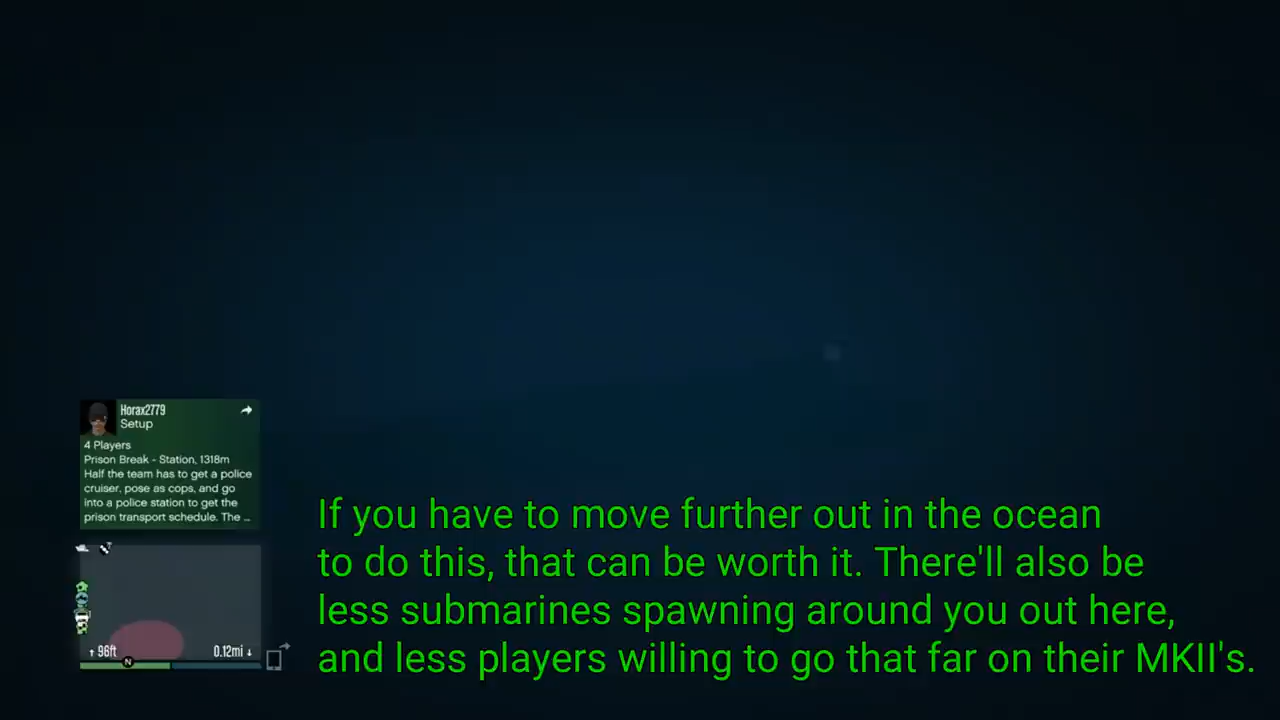 Horax2779
Setup
4 Players
Prison Break - Station, 1318m
Half the team has to get a police
cruiser, pose as cops, and go
into a police station to get the
prison transport schedule. The ...
If you have to move further out in the ocean
to do this, that can be worth it. There'll also be
less submarines spawning around you out here,
and less players willing to go that far on their MKII's.
↑ 96ft
0.12mi ↓
N